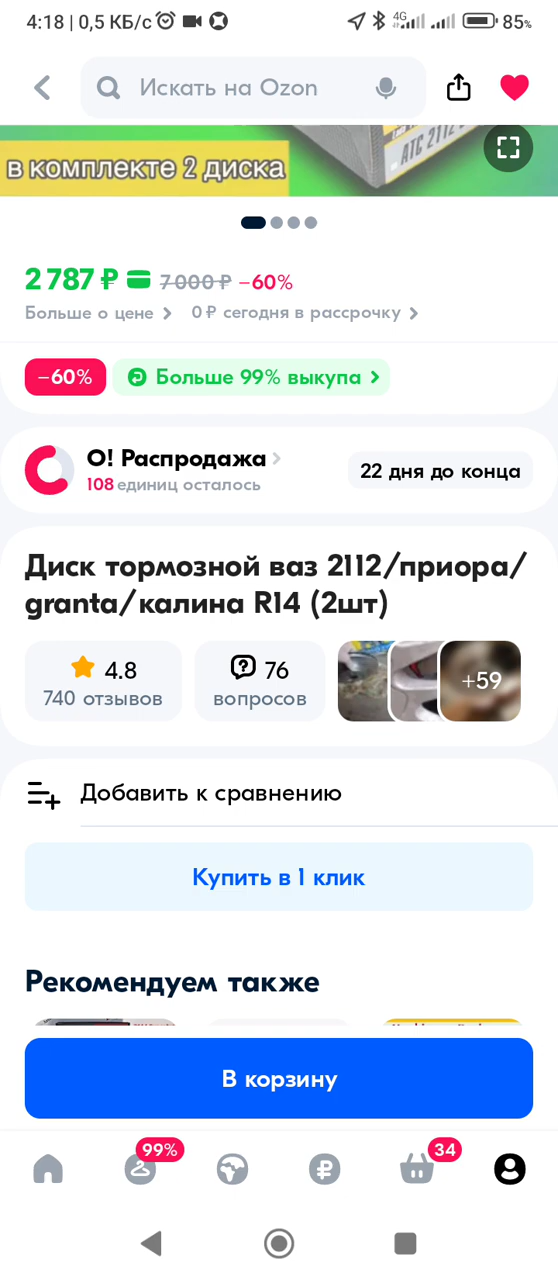 4:18 | 0,5 КБ/с 4G 85%
Искать на Ozon
АТС 2112
в комплекте 2 диска
2 787 ₽ 7 000 ₽ −60%
Больше о цене 0 ₽ сегодня в рассрочку
−60% Больше 99% выкупа
О! Распродажа
108 единиц осталось
22 дня до конца
Диск тормозной ваз 2112/приора/
granta/калина R14 (2шт)
4.8 76 +59
740 отзывов вопросов
Добавить к сравнению
Купить в 1 клик
Рекомендуем также
В корзину
99% 34